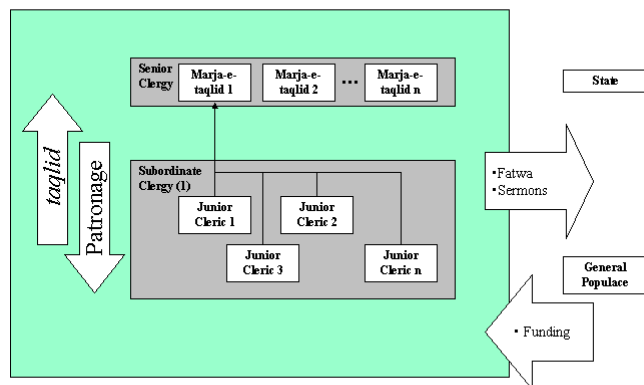 Senior
Clergy
Marja-e-
taqlid 1
Marja-e-
taqlid 2
...
Marja-e-
taqlid n
State
taqlid
Patronage
Subordinate
Clergy (1)
Junior
Cleric 1
Junior
Cleric 2
Junior
Cleric 3
Junior
Cleric n
•Fatwa
•Sermons
General
Populace
• Funding